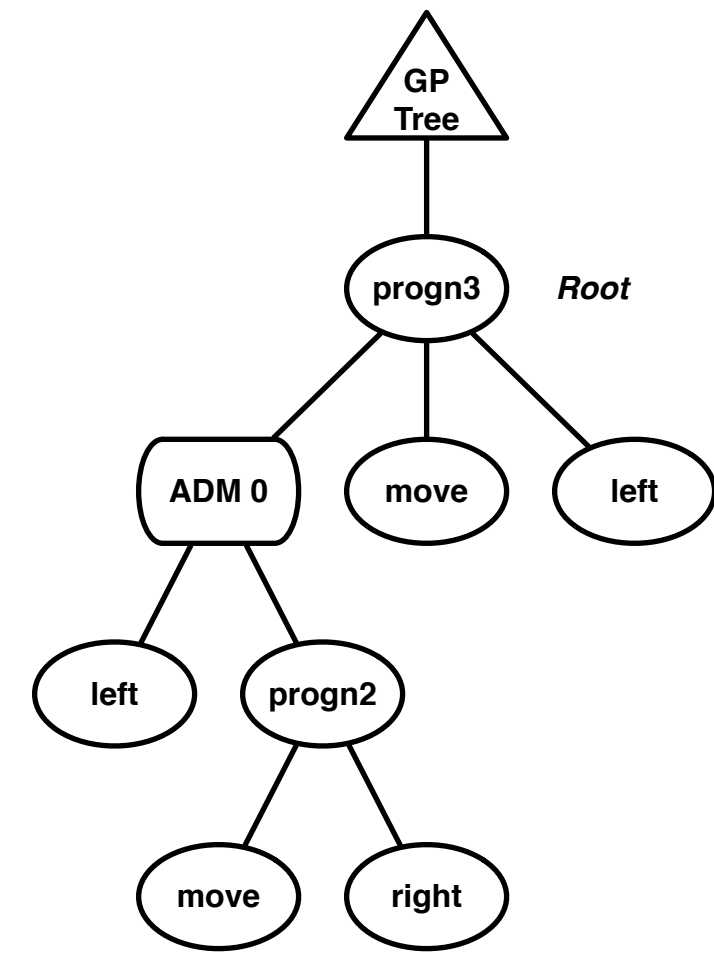 GP
Tree
progn3
Root
ADM 0
move
left
left
progn2
move
right